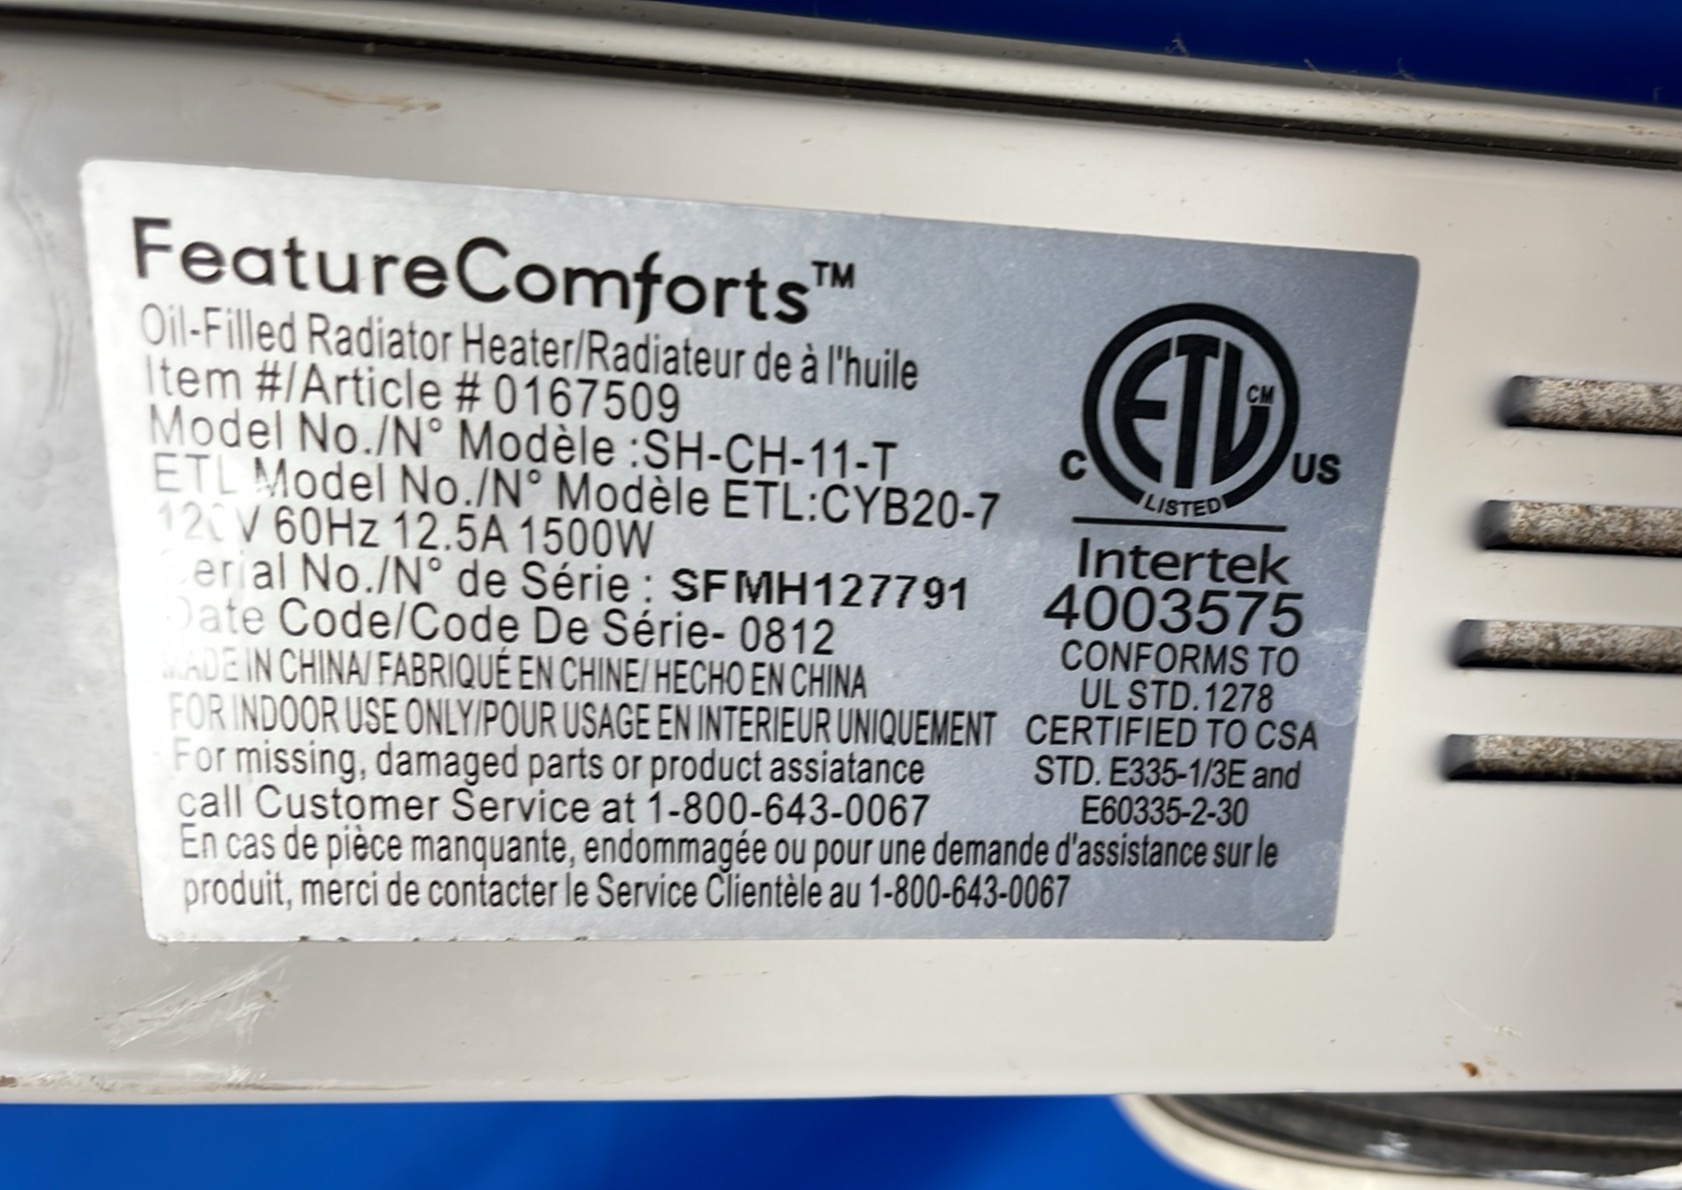 FeatureComforts™
Oil-Filled Radiator Heater/Radiateur de à l'huile
Item #/Article # 0167509
Model No./N° Modèle :SH-CH-11-T
ETL Model No./N° Modèle ETL:CYB20-7
120V 60Hz 12.5A 1500W
Serial No./N° de Série : SFMH127791
Date Code/Code De Série- 0812
MADE IN CHINA/ FABRIQUÉ EN CHINE/ HECHO EN CHINA
FOR INDOOR USE ONLY/POUR USAGE EN INTERIEUR UNIQUEMENT
For missing, damaged parts or product assiatance
call Customer Service at 1-800-643-0067
En cas de pièce manquante, endommagée ou pour une demande d'assistance sur le
produit, merci de contacter le Service Clientèle au 1-800-643-0067
ETL CM
C US
LISTED
Intertek
4003575
CONFORMS TO
UL STD.1278
CERTIFIED TO CSA
STD. E335-1/3E and
E60335-2-30